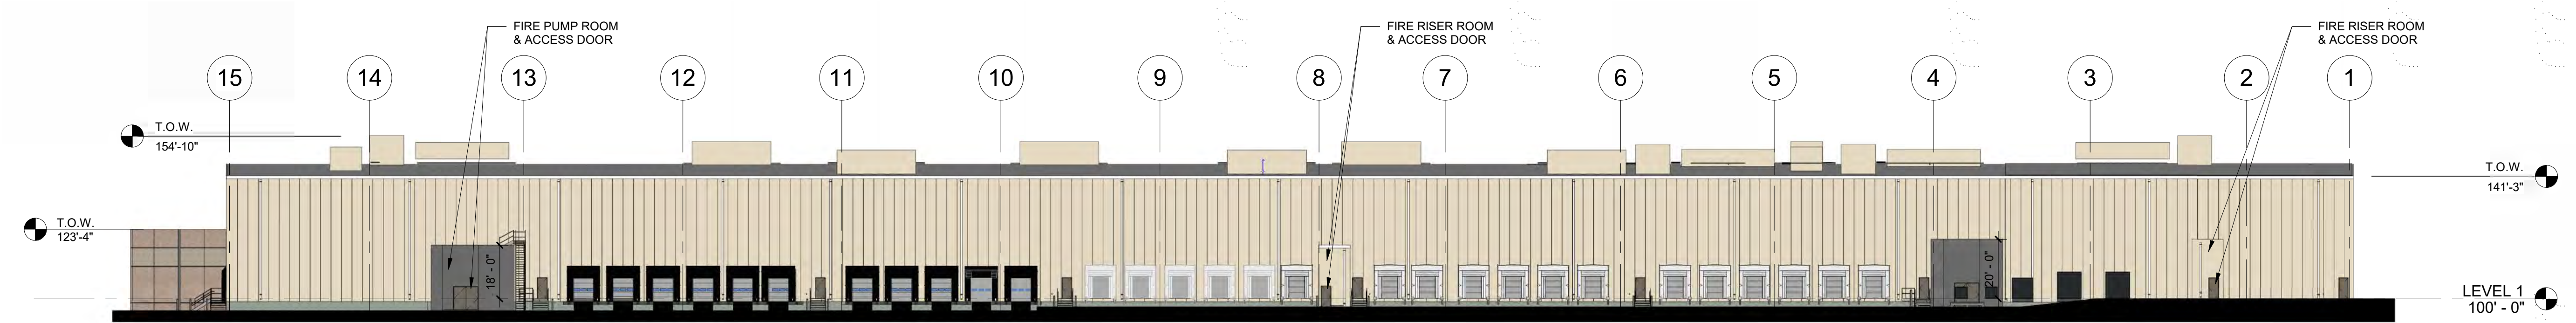 FIRE PUMP ROOM
& ACCESS DOOR
FIRE RISER ROOM
& ACCESS DOOR
FIRE RISER ROOM
& ACCESS DOOR
15
14
13
12
11
10
9
8
7
6
5
4
3
2
1
T.O.W.
154'-10"
T.O.W.
141'-3"
T.O.W.
123'-4"
18' - 0"
20' - 0"
LEVEL 1
100' - 0"